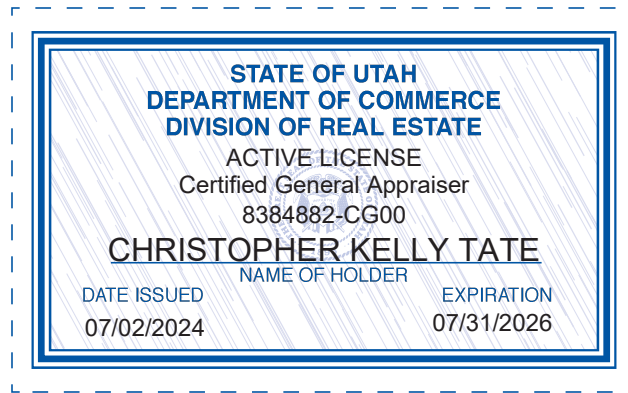 STATE OF UTAH
DEPARTMENT OF COMMERCE
DIVISION OF REAL ESTATE
ACTIVE LICENSE
Certified General Appraiser
8384882-CG00
CHRISTOPHER KELLY TATE
NAME OF HOLDER
DATE ISSUED EXPIRATION
07/02/2024 07/31/2026